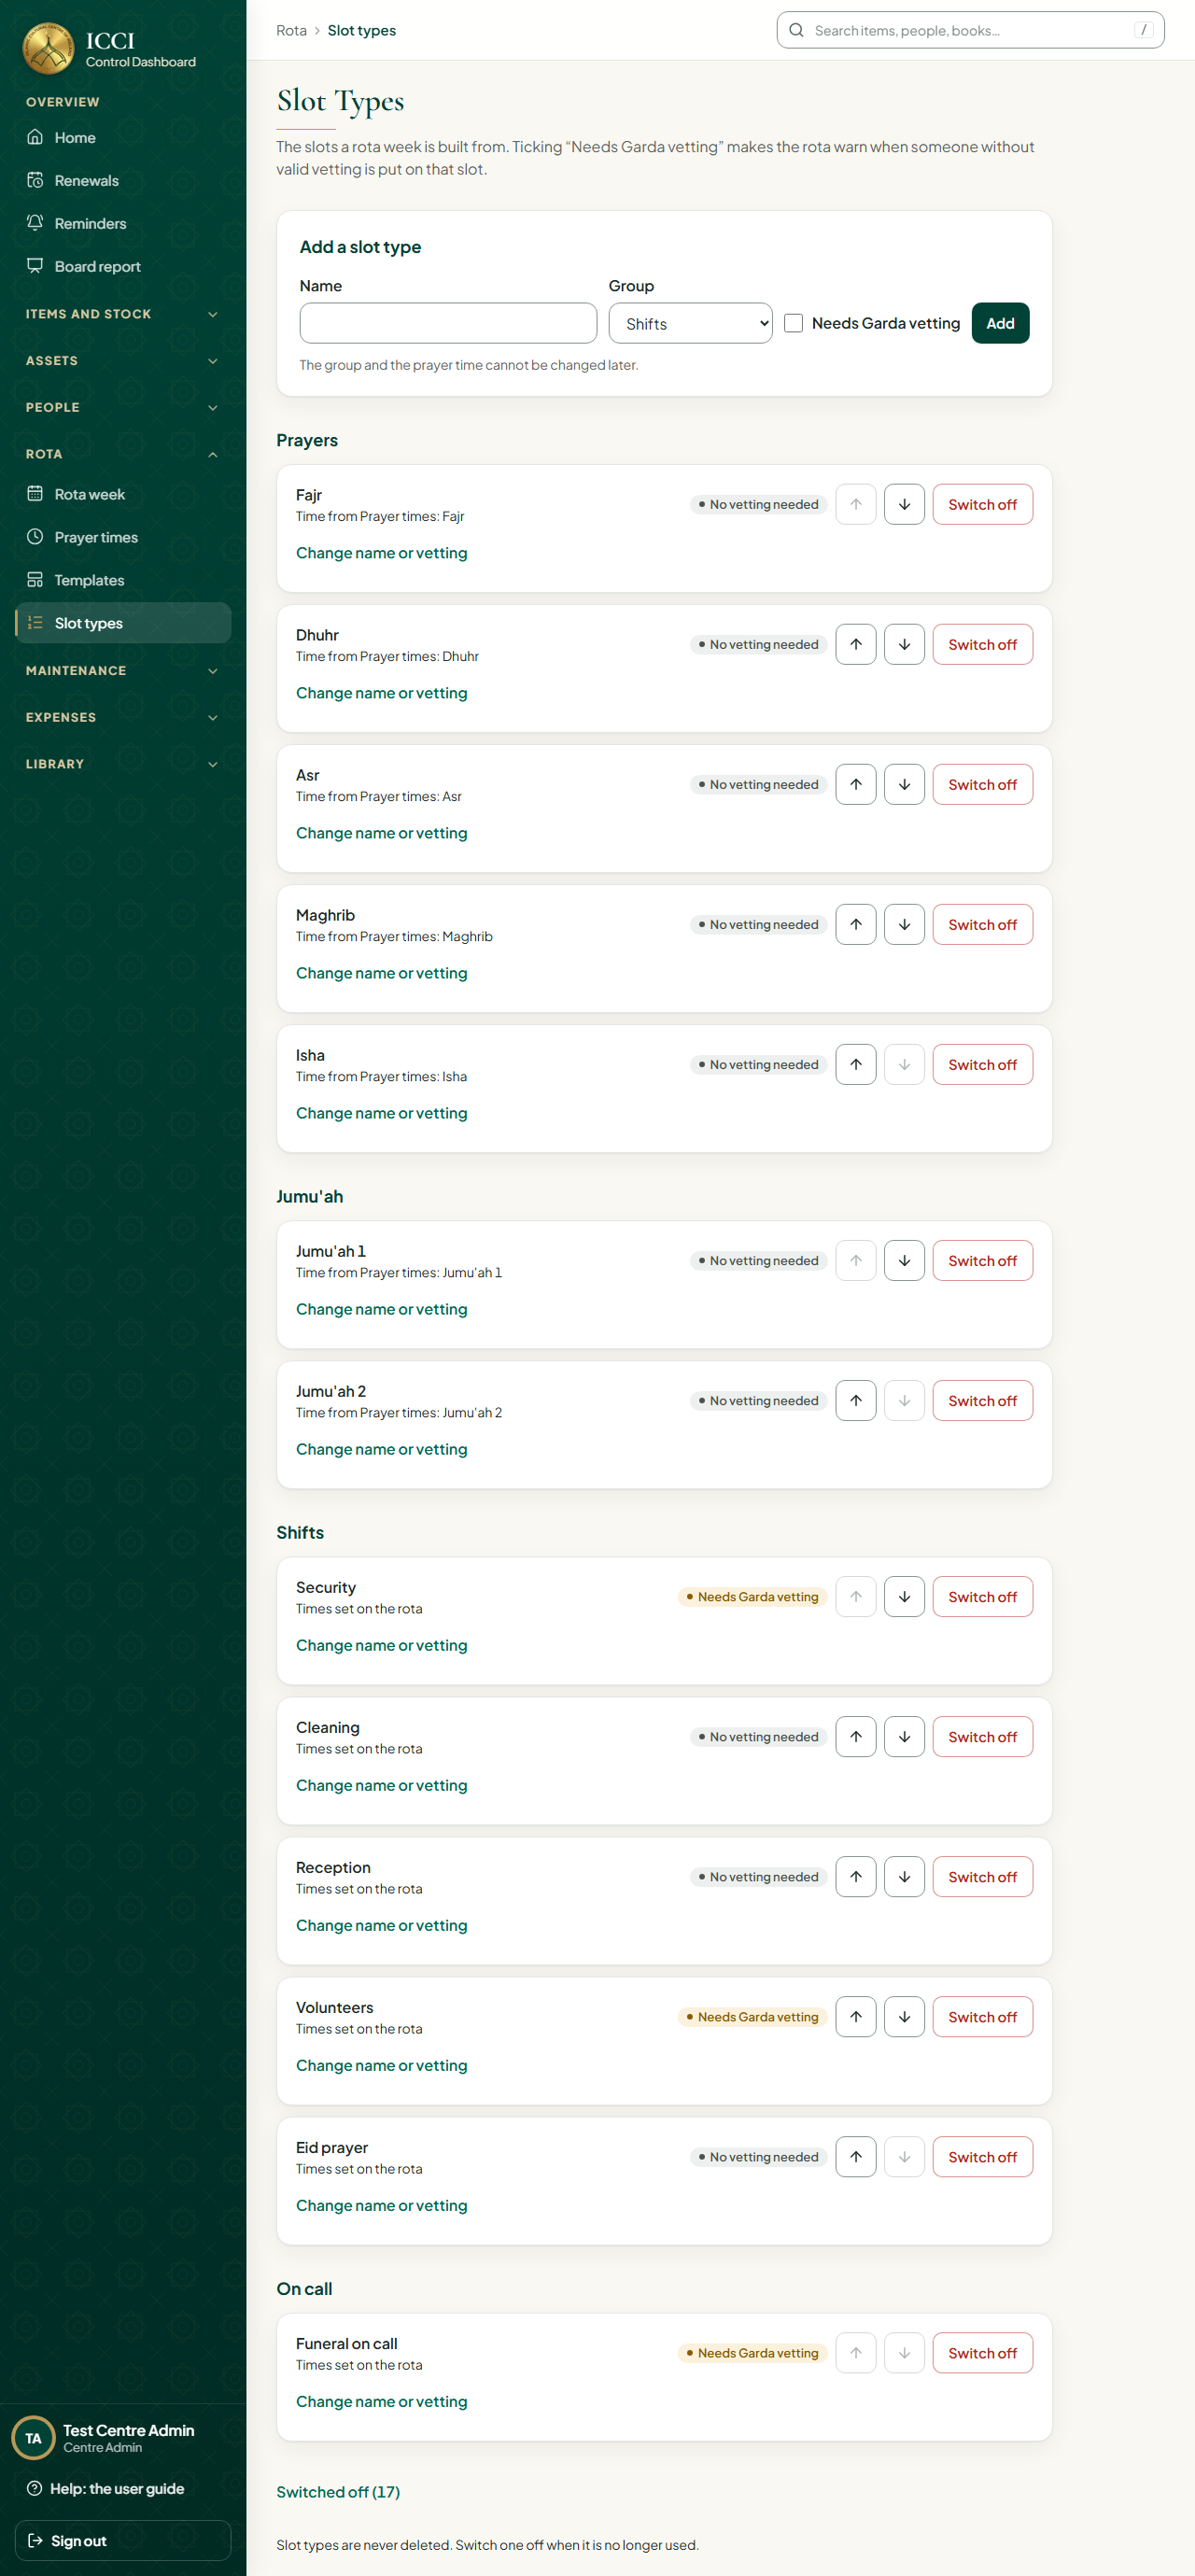 ICCI
Control Dashboard
OVERVIEW
Home
Renewals
Reminders
Board report
ITEMS AND STOCK
ASSETS
PEOPLE
ROTA
Rota week
Prayer times
Templates
Slot types
MAINTENANCE
EXPENSES
LIBRARY
Test Centre Admin
TA
Centre Admin
Help: the user guide
Sign out
Rota > Slot types
Search items, people, books... /
Slot Types
The slots a rota week is built from. Ticking “Needs Garda vetting” makes the rota warn when someone without
valid vetting is put on that slot.
Add a slot type
Name Group
Shifts Needs Garda vetting Add
The group and the prayer time cannot be changed later.
Prayers
Fajr
No vetting needed ↑ ↓ Switch off
Time from Prayer times: Fajr
Change name or vetting
Dhuhr
No vetting needed ↑ ↓ Switch off
Time from Prayer times: Dhuhr
Change name or vetting
Asr
No vetting needed ↑ ↓ Switch off
Time from Prayer times: Asr
Change name or vetting
Maghrib
No vetting needed ↑ ↓ Switch off
Time from Prayer times: Maghrib
Change name or vetting
Isha
No vetting needed ↑ ↓ Switch off
Time from Prayer times: Isha
Change name or vetting
Jumu'ah
Jumu'ah 1
No vetting needed ↑ ↓ Switch off
Time from Prayer times: Jumu'ah 1
Change name or vetting
Jumu'ah 2
No vetting needed ↑ ↓ Switch off
Time from Prayer times: Jumu'ah 2
Change name or vetting
Shifts
Security
Needs Garda vetting ↑ ↓ Switch off
Times set on the rota
Change name or vetting
Cleaning
No vetting needed ↑ ↓ Switch off
Times set on the rota
Change name or vetting
Reception
No vetting needed ↑ ↓ Switch off
Times set on the rota
Change name or vetting
Volunteers
Needs Garda vetting ↑ ↓ Switch off
Times set on the rota
Change name or vetting
Eid prayer
No vetting needed ↑ ↓ Switch off
Times set on the rota
Change name or vetting
On call
Funeral on call
Needs Garda vetting ↑ ↓ Switch off
Times set on the rota
Change name or vetting
Switched off (17)
Slot types are never deleted. Switch one off when it is no longer used.